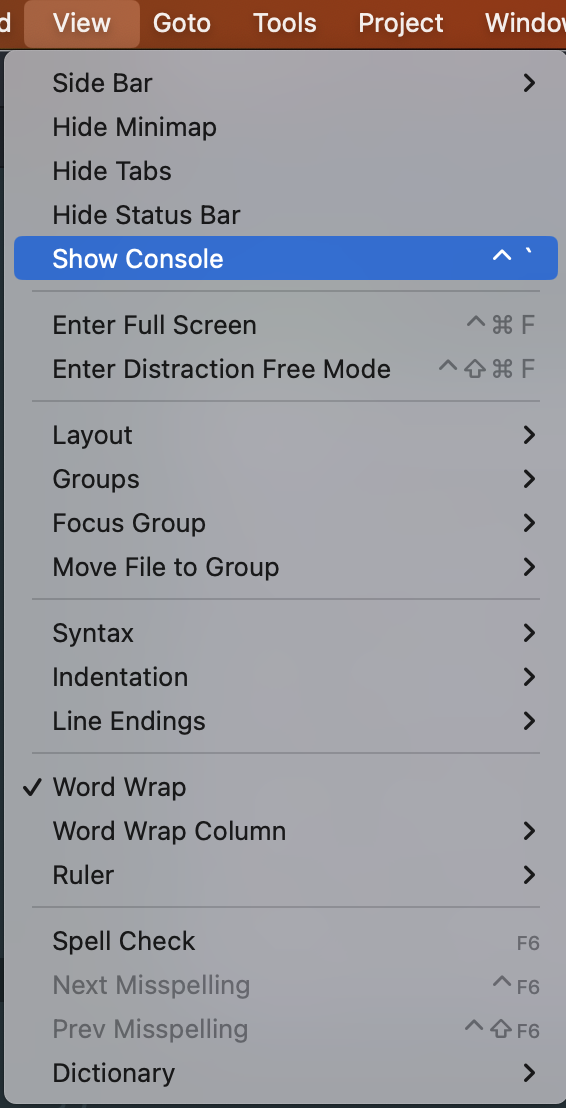 d View Goto Tools Project Window
Side Bar
Hide Minimap
Hide Tabs
Hide Status Bar
Show Console ^ `
Enter Full Screen ^⌘F
Enter Distraction Free Mode ^⇧⌘F
Layout
Groups
Focus Group
Move File to Group
Syntax
Indentation
Line Endings
✓ Word Wrap
Word Wrap Column
Ruler
Spell Check F6
Next Misspelling ^F6
Prev Misspelling ^⇧F6
Dictionary